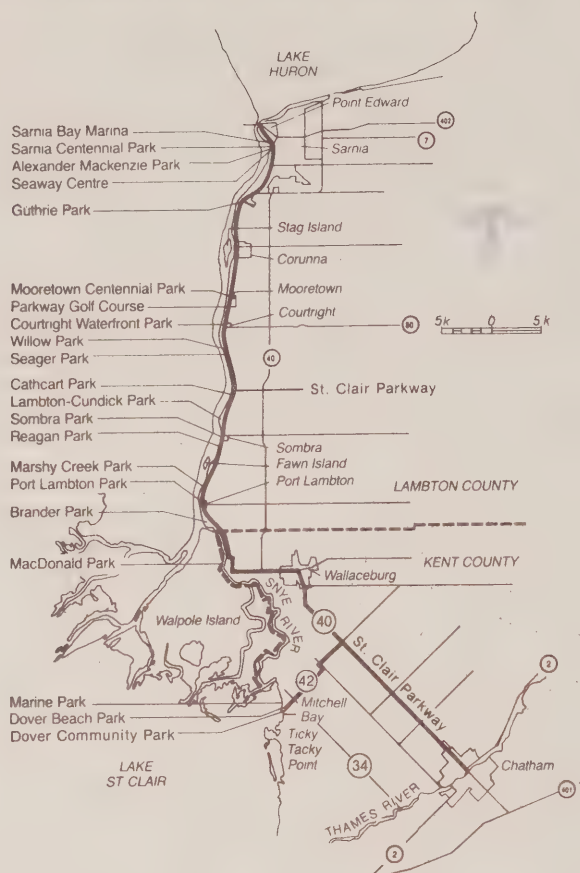 LAKE
HURON
Point Edward
402
7
Sarnia
Sarnia Bay Marina
Sarnia Centennial Park
Alexander Mackenzie Park
Seaway Centre
Guthrie Park
Stag Island
Corunna
Mooretown Centennial Park
Parkway Golf Course
Courtright Waterfront Park
Willow Park
Seager Park
Mooretown
Courtright
80
5k 0 5k
40
Cathcart Park
Lambton-Cundick Park
Sombra Park
Reagan Park
St. Clair Parkway
Sombra
Fawn Island
Port Lambton
Marshy Creek Park
Port Lambton Park
Brander Park
LAMBTON COUNTY
MacDonald Park
KENT COUNTY
Wallaceburg
Walpole Island
SNYE RIVER
40
St. Clair Parkway
42
2
Marine Park
Dover Beach Park
Dover Community Park
Mitchell
Bay
Ticky
Tacky
Point
34
LAKE
ST CLAIR
Chatham
401
THAMES RIVER
2